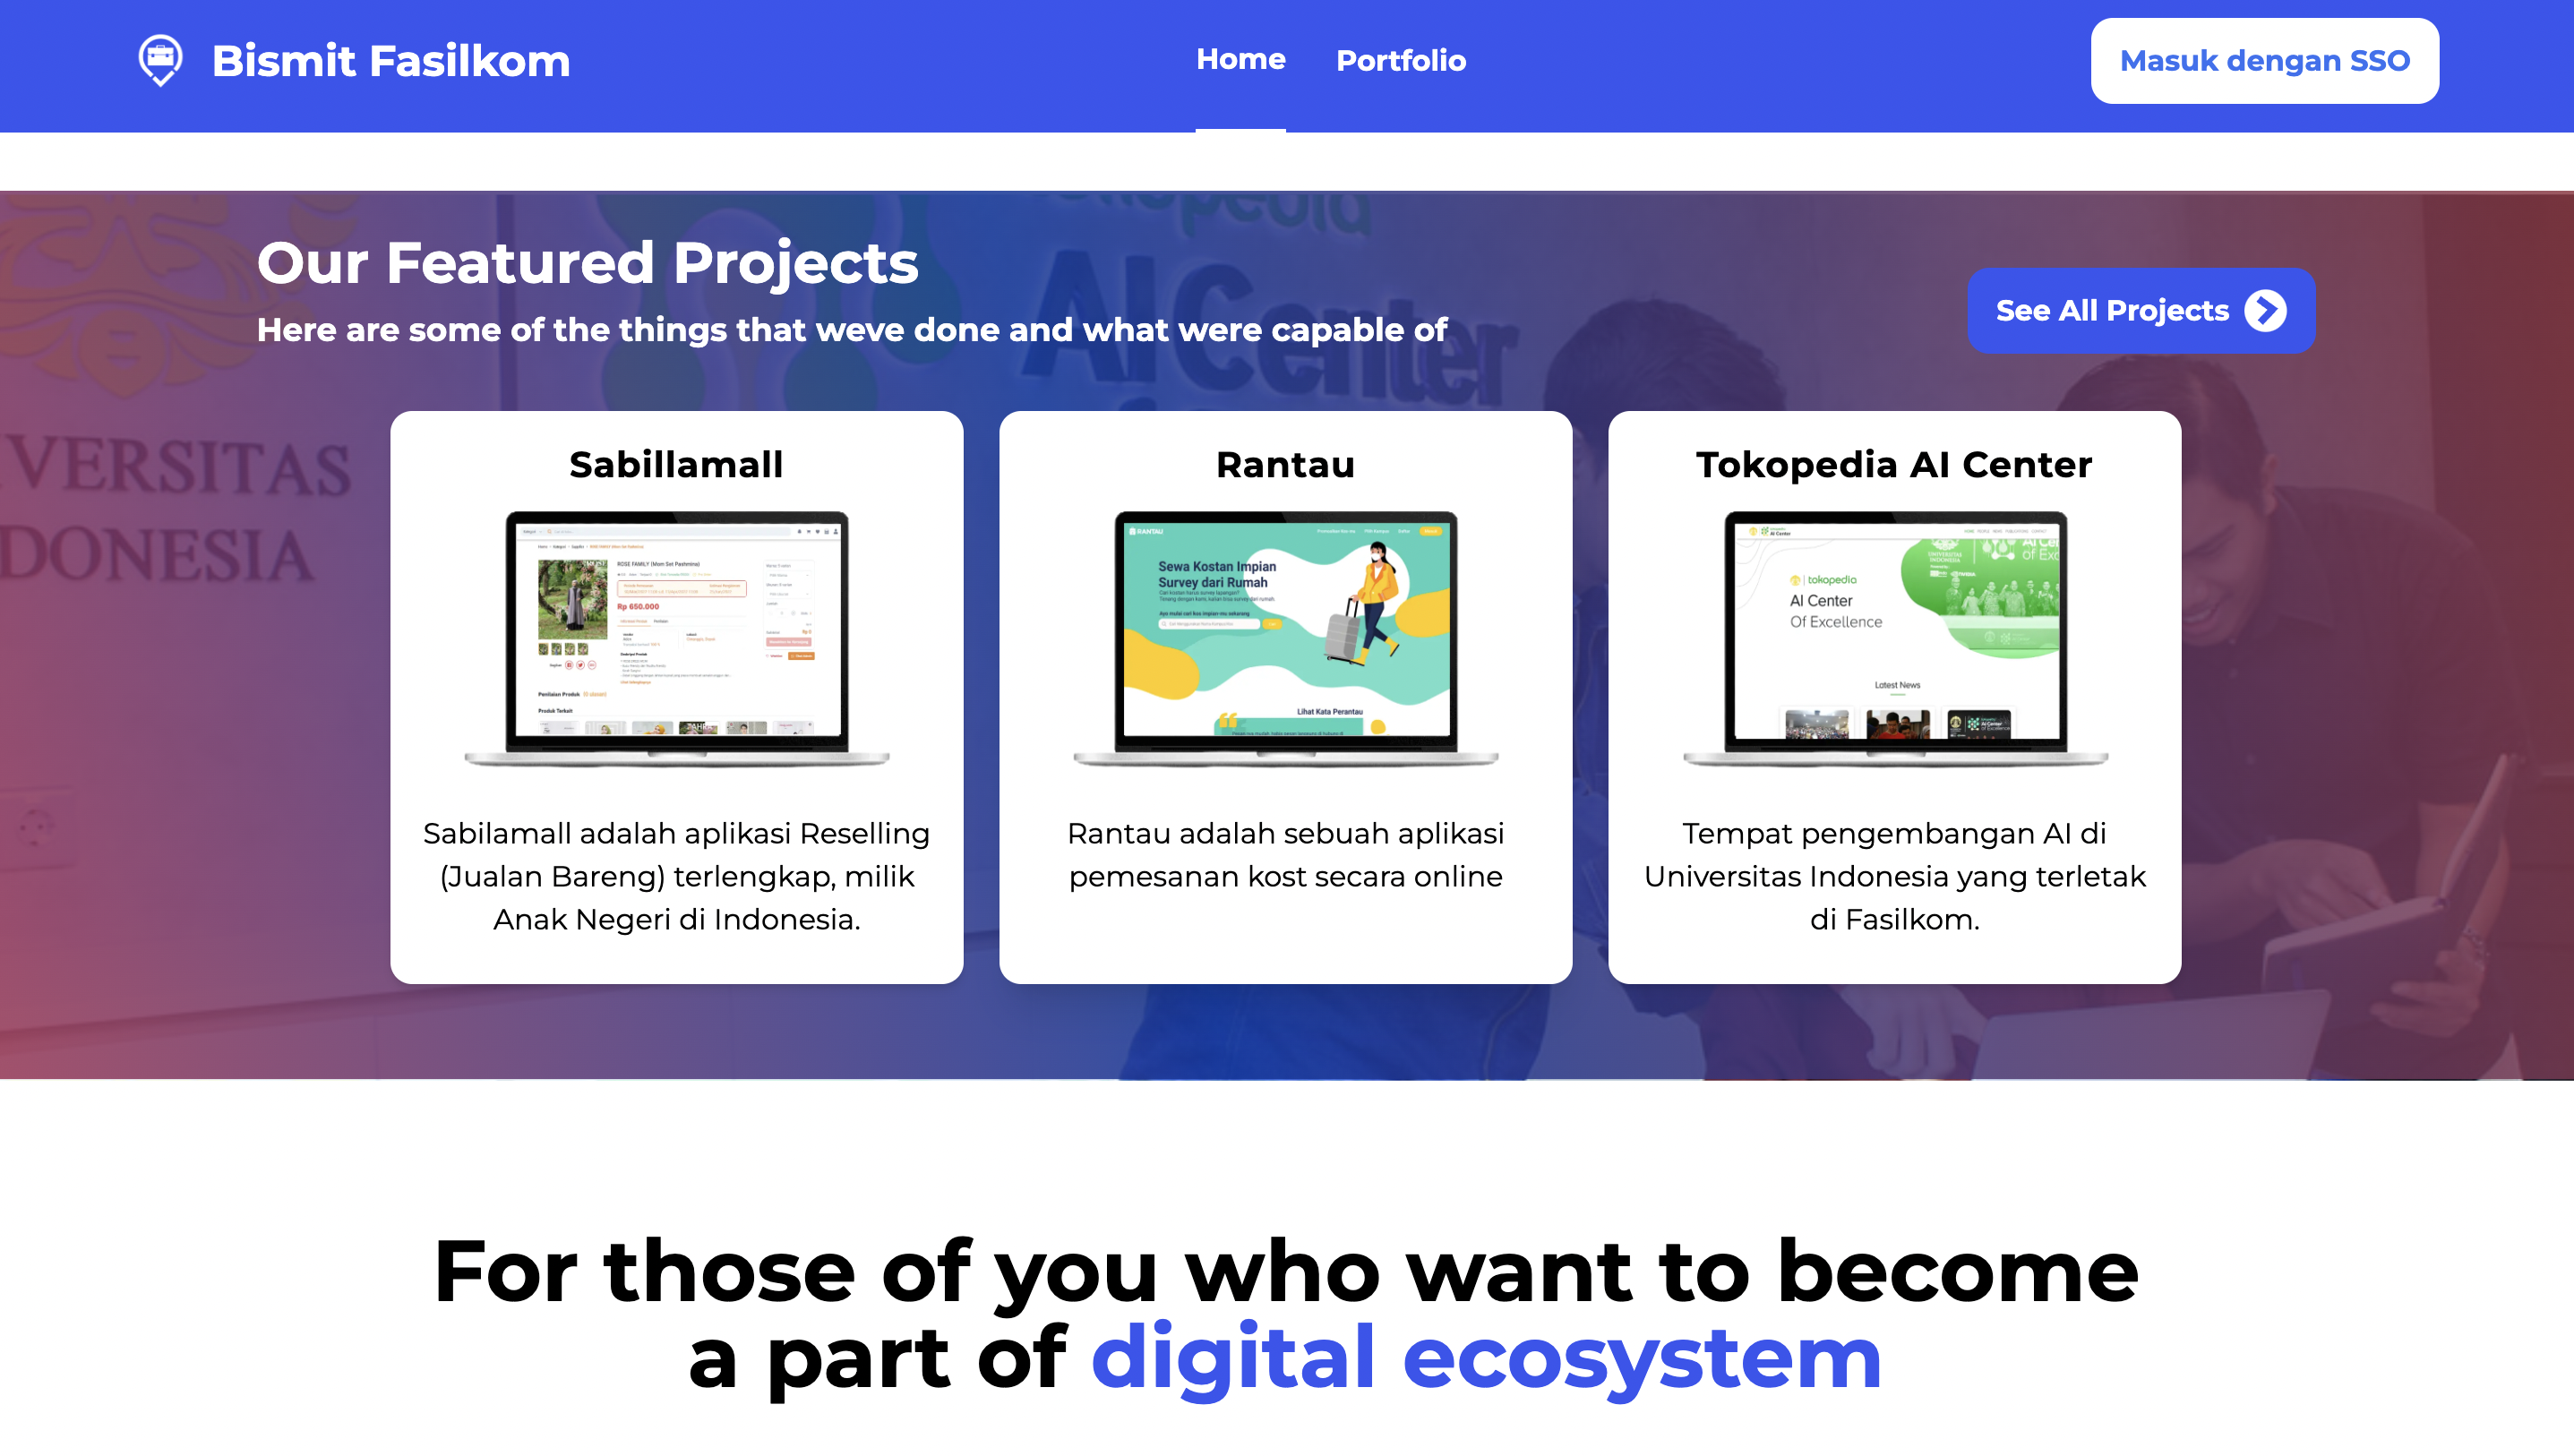 Bismit Fasilkom
Home
Portfolio
Masuk dengan SSO
Our Featured Projects
Here are some of the things that weve done and what were capable of
See All Projects
AI Center
VERSITAS
DONESIA
Sabillamall
ROSE FAMILY (Mom Set Pashmina)
Rp 650.000
Penilaian Produk
Produk Terkait
Sabilamall adalah aplikasi Reselling
(Jualan Bareng) terlengkap, milik
Anak Negeri di Indonesia.
Rantau
RANTAU
Sewa Kostan Impian
Survey dari Rumah
Lihat Kata Perantau
Rantau adalah sebuah aplikasi
pemesanan kost secara online
Tokopedia AI Center
tokopedia
AI Center
Of Excellence
Latest News
Tempat pengembangan AI di
Universitas Indonesia yang terletak
di Fasilkom.
For those of you who want to become
a part of digital ecosystem